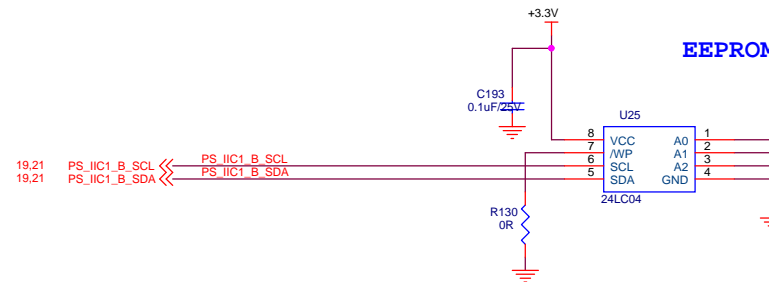 +3.3V
EEPROM
C193
0.1uF/25V
U25
8 VCC A0 1
7 /WP A1 2
19,21 PS_IIC1_B_SCL PS_IIC1_B_SCL 6 SCL A2 3
19,21 PS_IIC1_B_SDA PS_IIC1_B_SDA 5 SDA GND 4
24LC04
R130
0R